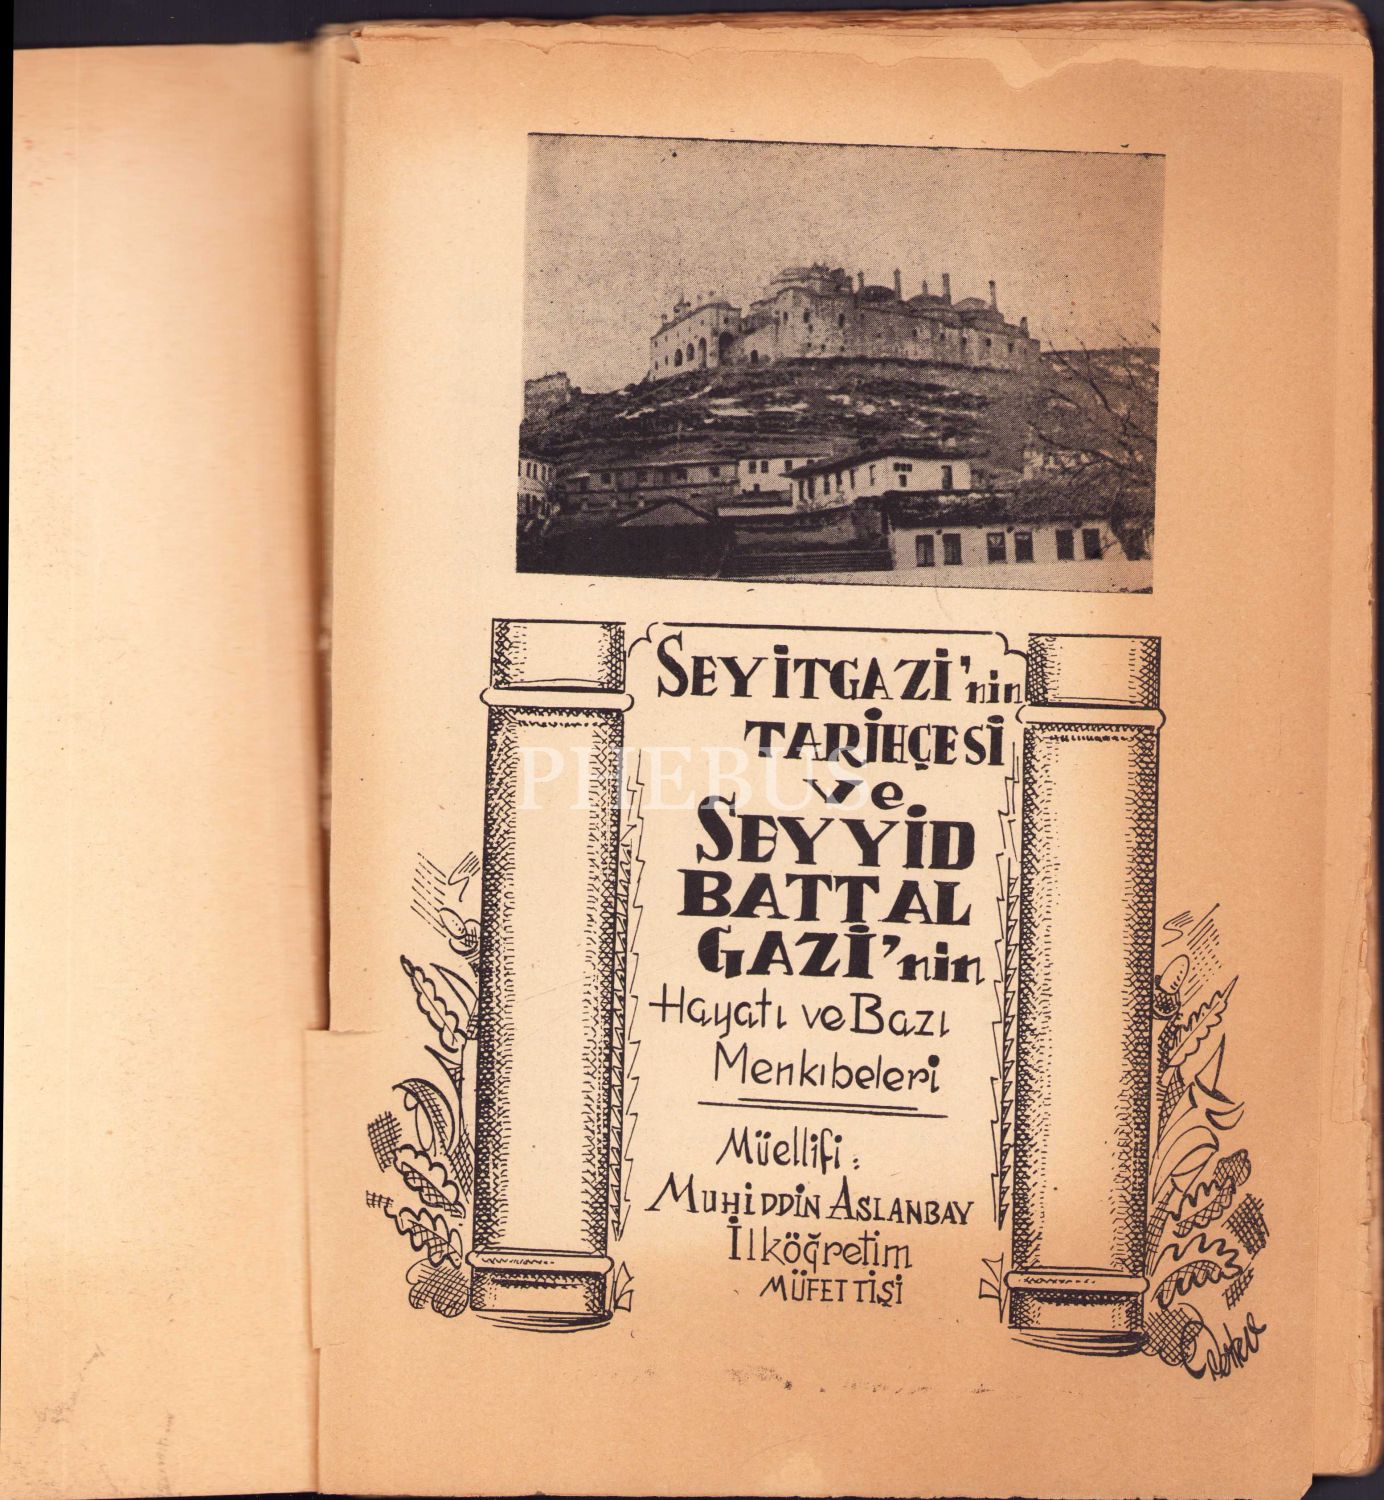 SEYİTGAZİ'nin
TARİHÇESİ
PHEBUS
ve
SEYYİD
BATTAL
GAZİ'nin
Hayatı ve Bazı
Menkıbeleri
Müellifi :
MUHİDDİN ASLANBAY
İlköğretim
MÜFETTİŞİ